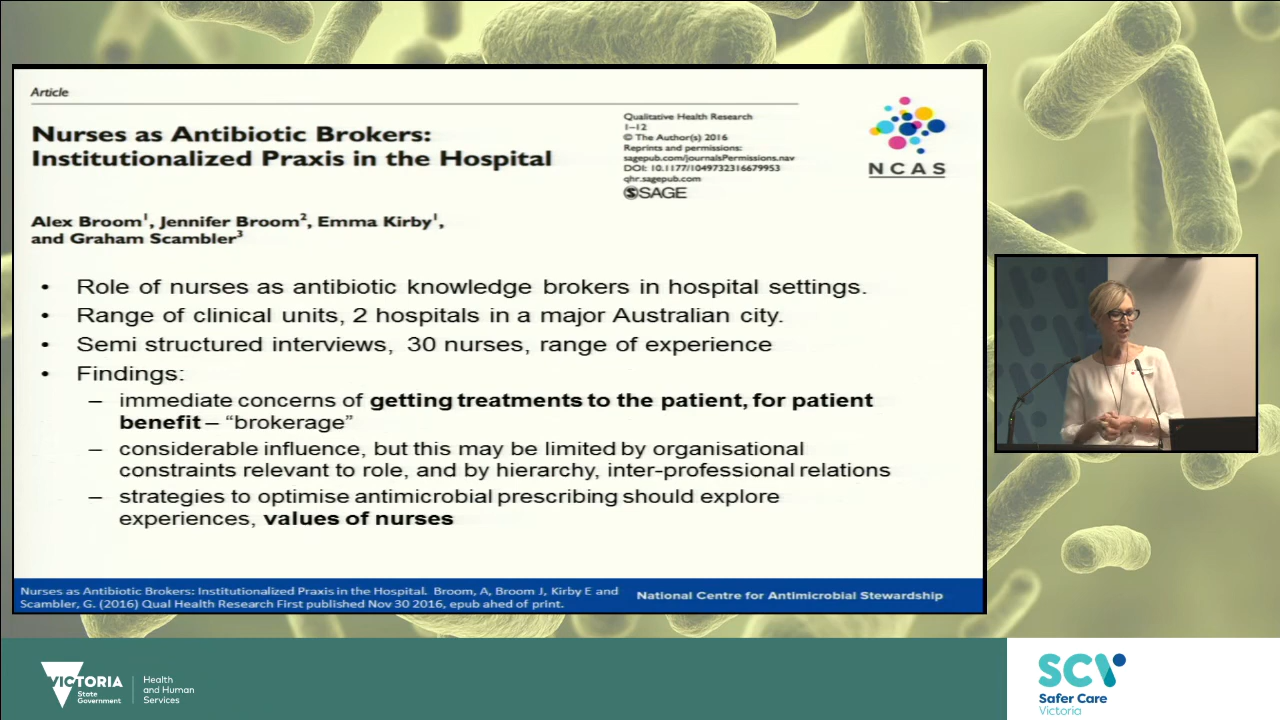 Article
Nurses as Antibiotic Brokers:
Institutionalized Praxis in the Hospital
Qualitative Health Research
1–12
© The Author(s) 2016
Reprints and permissions:
sagepub.com/journalsPermissions.nav
DOI: 10.1177/1049732316679953
qhr.sagepub.com
SAGE
NCAS
Alex Broom1, Jennifer Broom2, Emma Kirby1,
and Graham Scambler3
• Role of nurses as antibiotic knowledge brokers in hospital settings.
• Range of clinical units, 2 hospitals in a major Australian city.
• Semi structured interviews, 30 nurses, range of experience
• Findings:
– immediate concerns of getting treatments to the patient, for patient
benefit – “brokerage”
– considerable influence, but this may be limited by organisational
constraints relevant to role, and by hierarchy, inter-professional relations
– strategies to optimise antimicrobial prescribing should explore
experiences, values of nurses
Nurses as Antibiotic Brokers: Institutionalized Praxis in the Hospital. Broom, A, Broom J, Kirby E and
Scambler, G. (2016) Qual Health Research First published Nov 30 2016, epub ahed of print.
National Centre for Antimicrobial Stewardship
VICTORIA
State
Government
Health
and Human
Services
SCV
Safer Care
Victoria